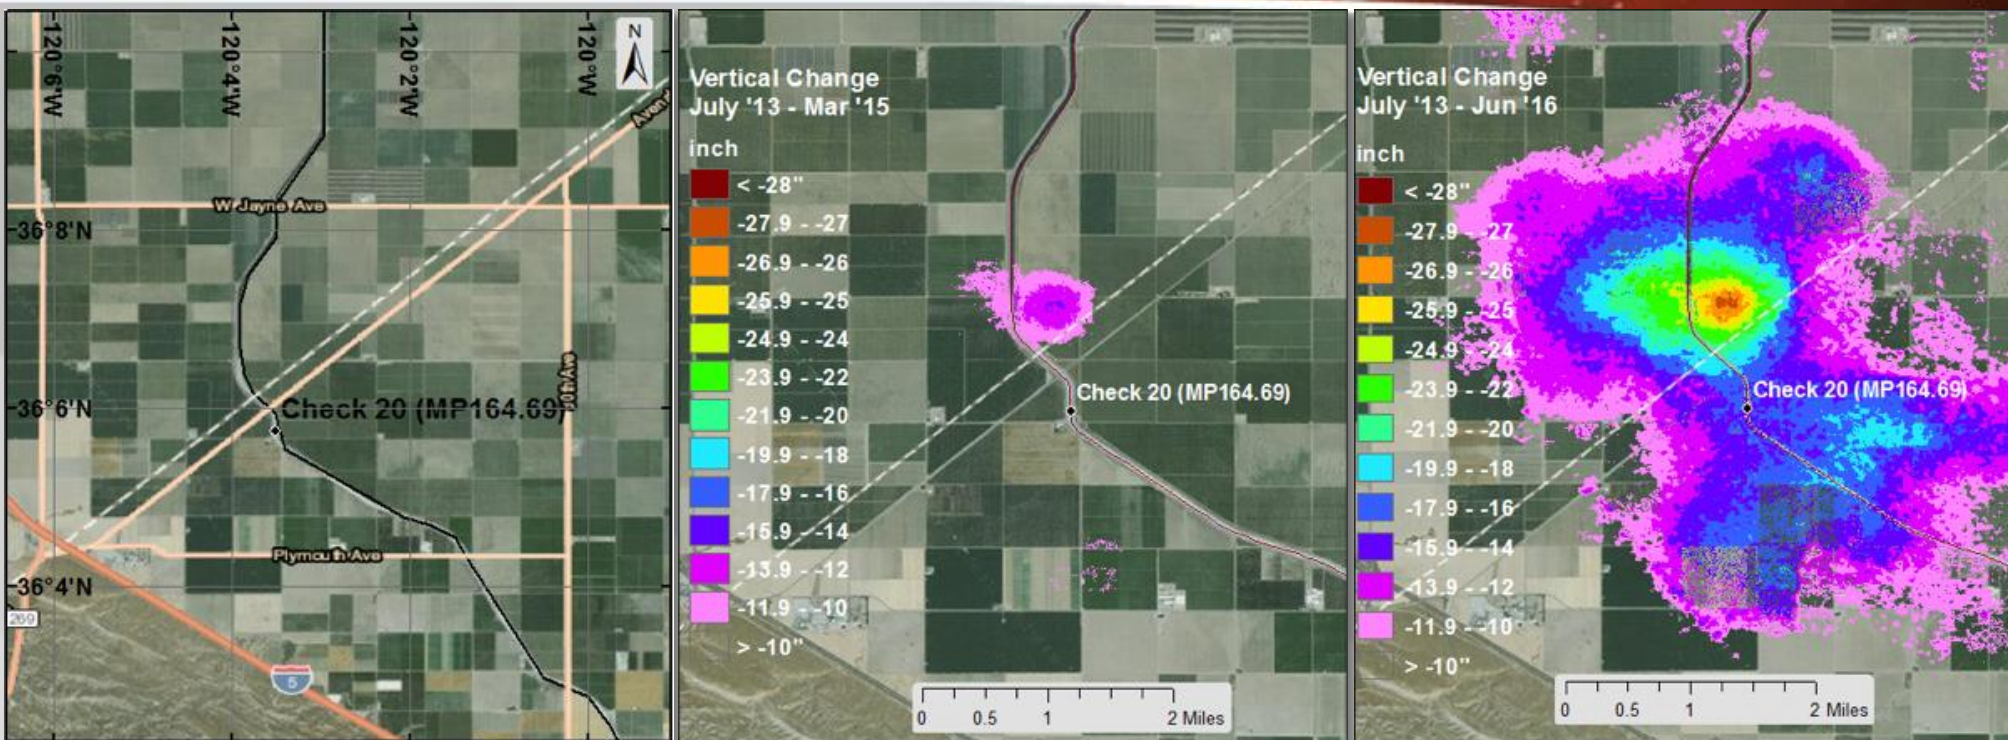 120°6'W
120°4'W
120°2'W
120°W
N
W Jayne Ave
36°8'N
36°6'N
Check 20 (MP164.69)
Plymouth Ave
36°4'N
269
5
Vertical Change
July '13 - Mar '15
inch
< -28"
-27.9 - -27
-26.9 - -26
-25.9 - -25
-24.9 - -24
-23.9 - -22
-21.9 - -20
-19.9 - -18
-17.9 - -16
-15.9 - -14
-13.9 - -12
-11.9 - -10
> -10"
Check 20 (MP164.69)
0 0.5 1 2 Miles
Vertical Change
July '13 - Jun '16
inch
< -28"
-27.9 - -27
-26.9 - -26
-25.9 - -25
-24.9 - -24
-23.9 - -22
-21.9 - -20
-19.9 - -18
-17.9 - -16
-15.9 - -14
-13.9 - -12
-11.9 - -10
> -10"
Check 20 (MP164.69)
0 0.5 1 2 Miles